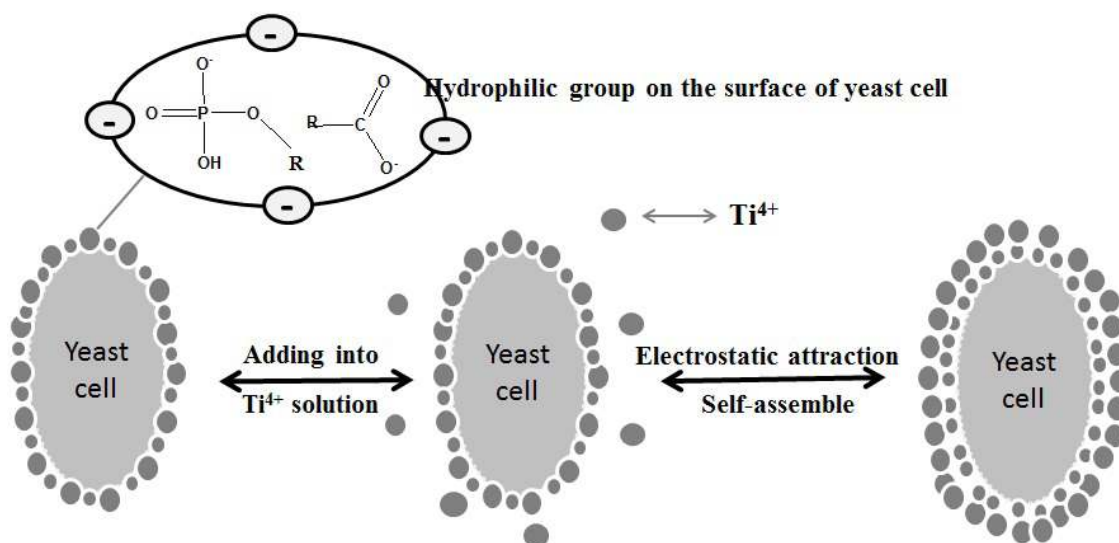 -
O⁻
O
Hydrophilic group on the surface of yeast cell
O
P
O
R
C
-
-
OH
R
O⁻
-
Ti⁴⁺
Yeast
cell
Adding into
Ti⁴⁺ solution
Yeast
cell
Electrostatic attraction
Self-assemble
Yeast
cell